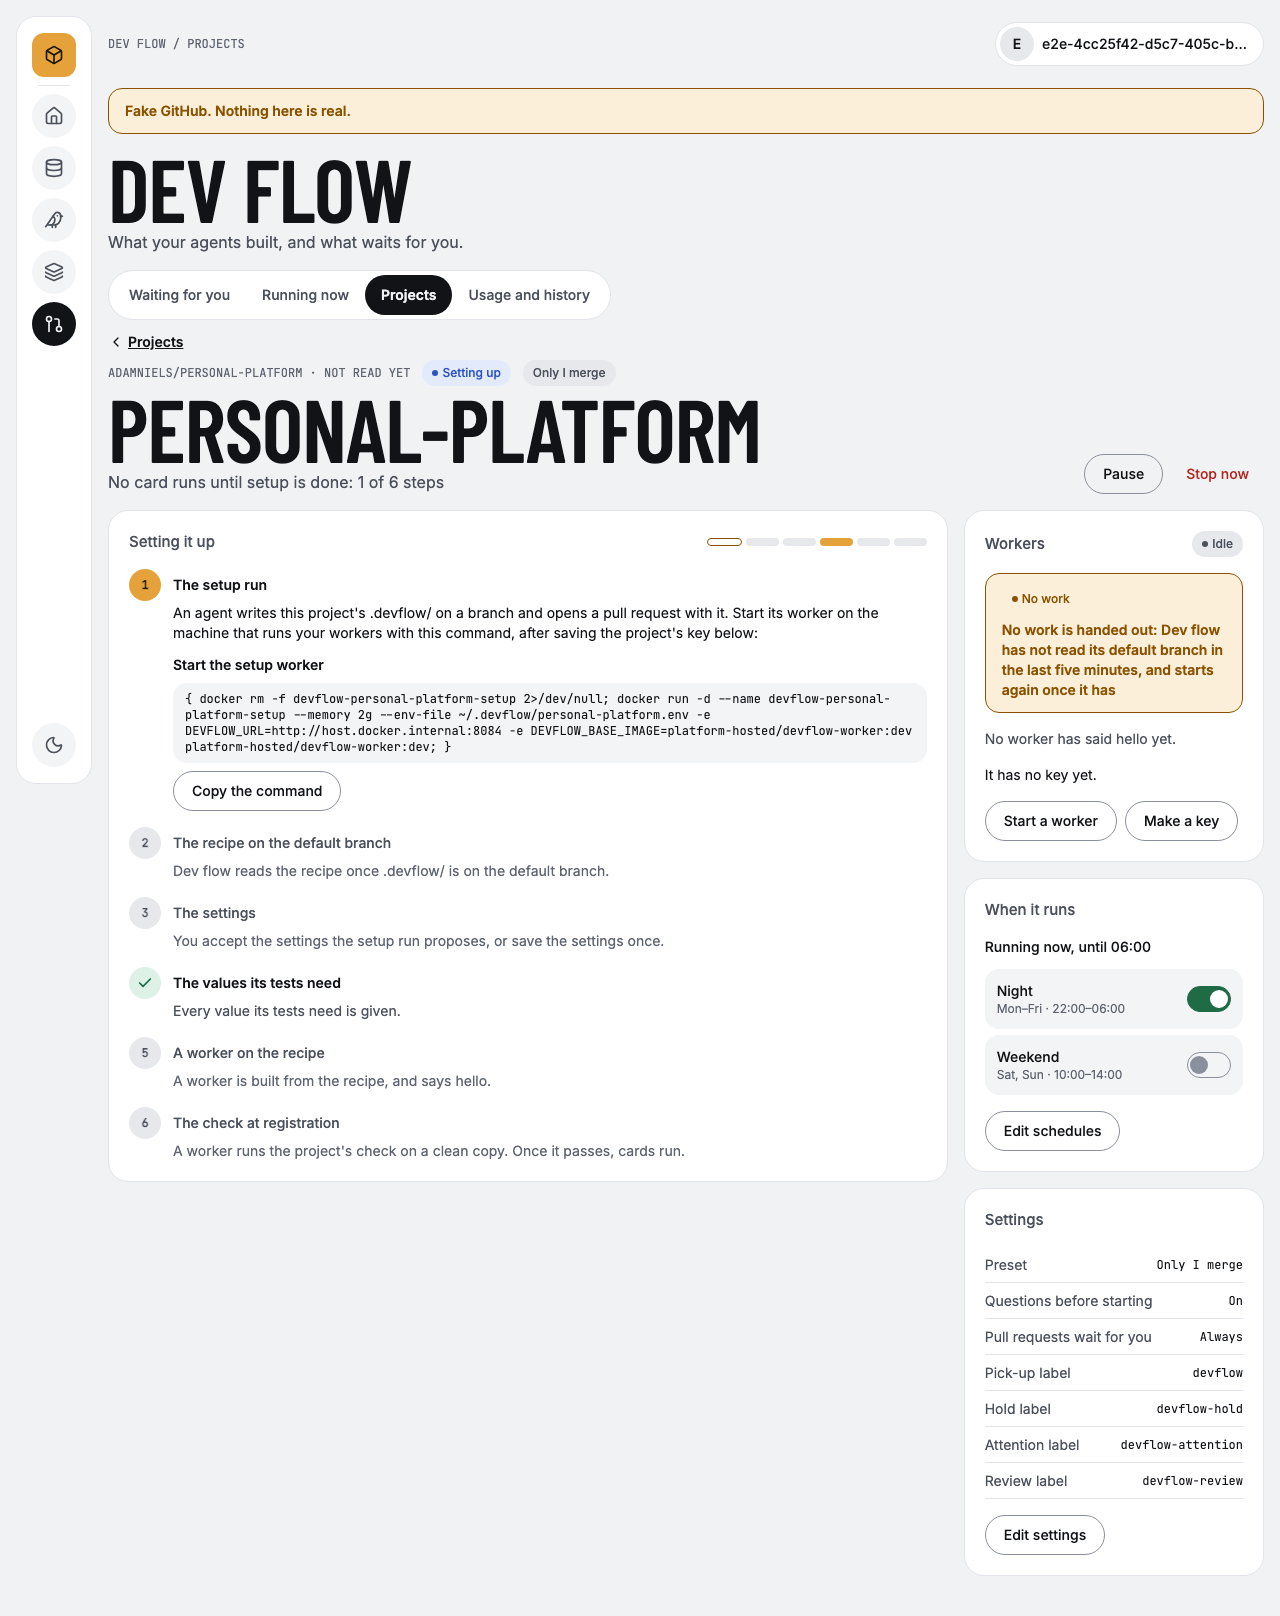 DEV FLOW / PROJECTS
E
e2e-4cc25f42-d5c7-405c-b...
Fake GitHub. Nothing here is real.
DEV FLOW
What your agents built, and what waits for you.
Waiting for you
Running now
Projects
Usage and history
Projects
ADAMNIELS/PERSONAL-PLATFORM · NOT READ YET
Setting up
Only I merge
PERSONAL-PLATFORM
No card runs until setup is done: 1 of 6 steps
Pause
Stop now
Setting it up
1
The setup run
An agent writes this project's .devflow/ on a branch and opens a pull request with it. Start its worker on the
machine that runs your workers with this command, after saving the project's key below:
Start the setup worker
{ docker rm -f devflow-personal-platform-setup 2>/dev/null; docker run -d --name devflow-personal-
platform-setup --memory 2g --env-file ~/.devflow/personal-platform.env -e
DEVFLOW_URL=http://host.docker.internal:8084 -e DEVFLOW_BASE_IMAGE=platform-hosted/devflow-worker:dev
platform-hosted/devflow-worker:dev; }
Copy the command
2
The recipe on the default branch
Dev flow reads the recipe once .devflow/ is on the default branch.
3
The settings
You accept the settings the setup run proposes, or save the settings once.
The values its tests need
Every value its tests need is given.
5
A worker on the recipe
A worker is built from the recipe, and says hello.
6
The check at registration
A worker runs the project's check on a clean copy. Once it passes, cards run.
Workers
Idle
No work
No work is handed out: Dev flow
has not read its default branch in
the last five minutes, and starts
again once it has
No worker has said hello yet.
It has no key yet.
Start a worker
Make a key
When it runs
Running now, until 06:00
Night
Mon–Fri · 22:00–06:00
Weekend
Sat, Sun · 10:00–14:00
Edit schedules
Settings
Preset
Only I merge
Questions before starting
On
Pull requests wait for you
Always
Pick-up label
devflow
Hold label
devflow-hold
Attention label
devflow-attention
Review label
devflow-review
Edit settings